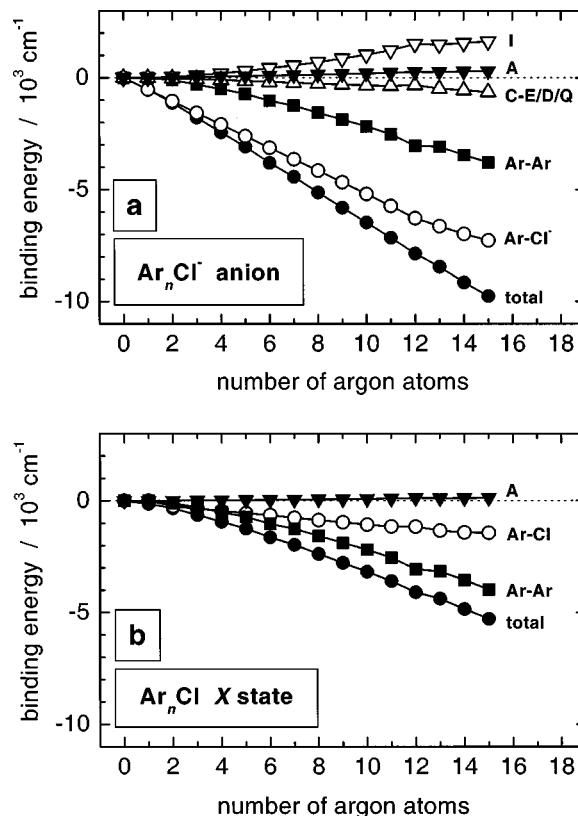 I
A
C-E/D/Q
Ar-Ar
Ar-Cl⁻
total
0
-5
-10
binding energy / 10³ cm⁻¹
a
ArₙCl⁻ anion
0 2 4 6 8 10 12 14 16 18
number of argon atoms
A
Ar-Cl
Ar-Ar
total
0
-5
-10
binding energy / 10³ cm⁻¹
b
ArₙCl X state
0 2 4 6 8 10 12 14 16 18
number of argon atoms